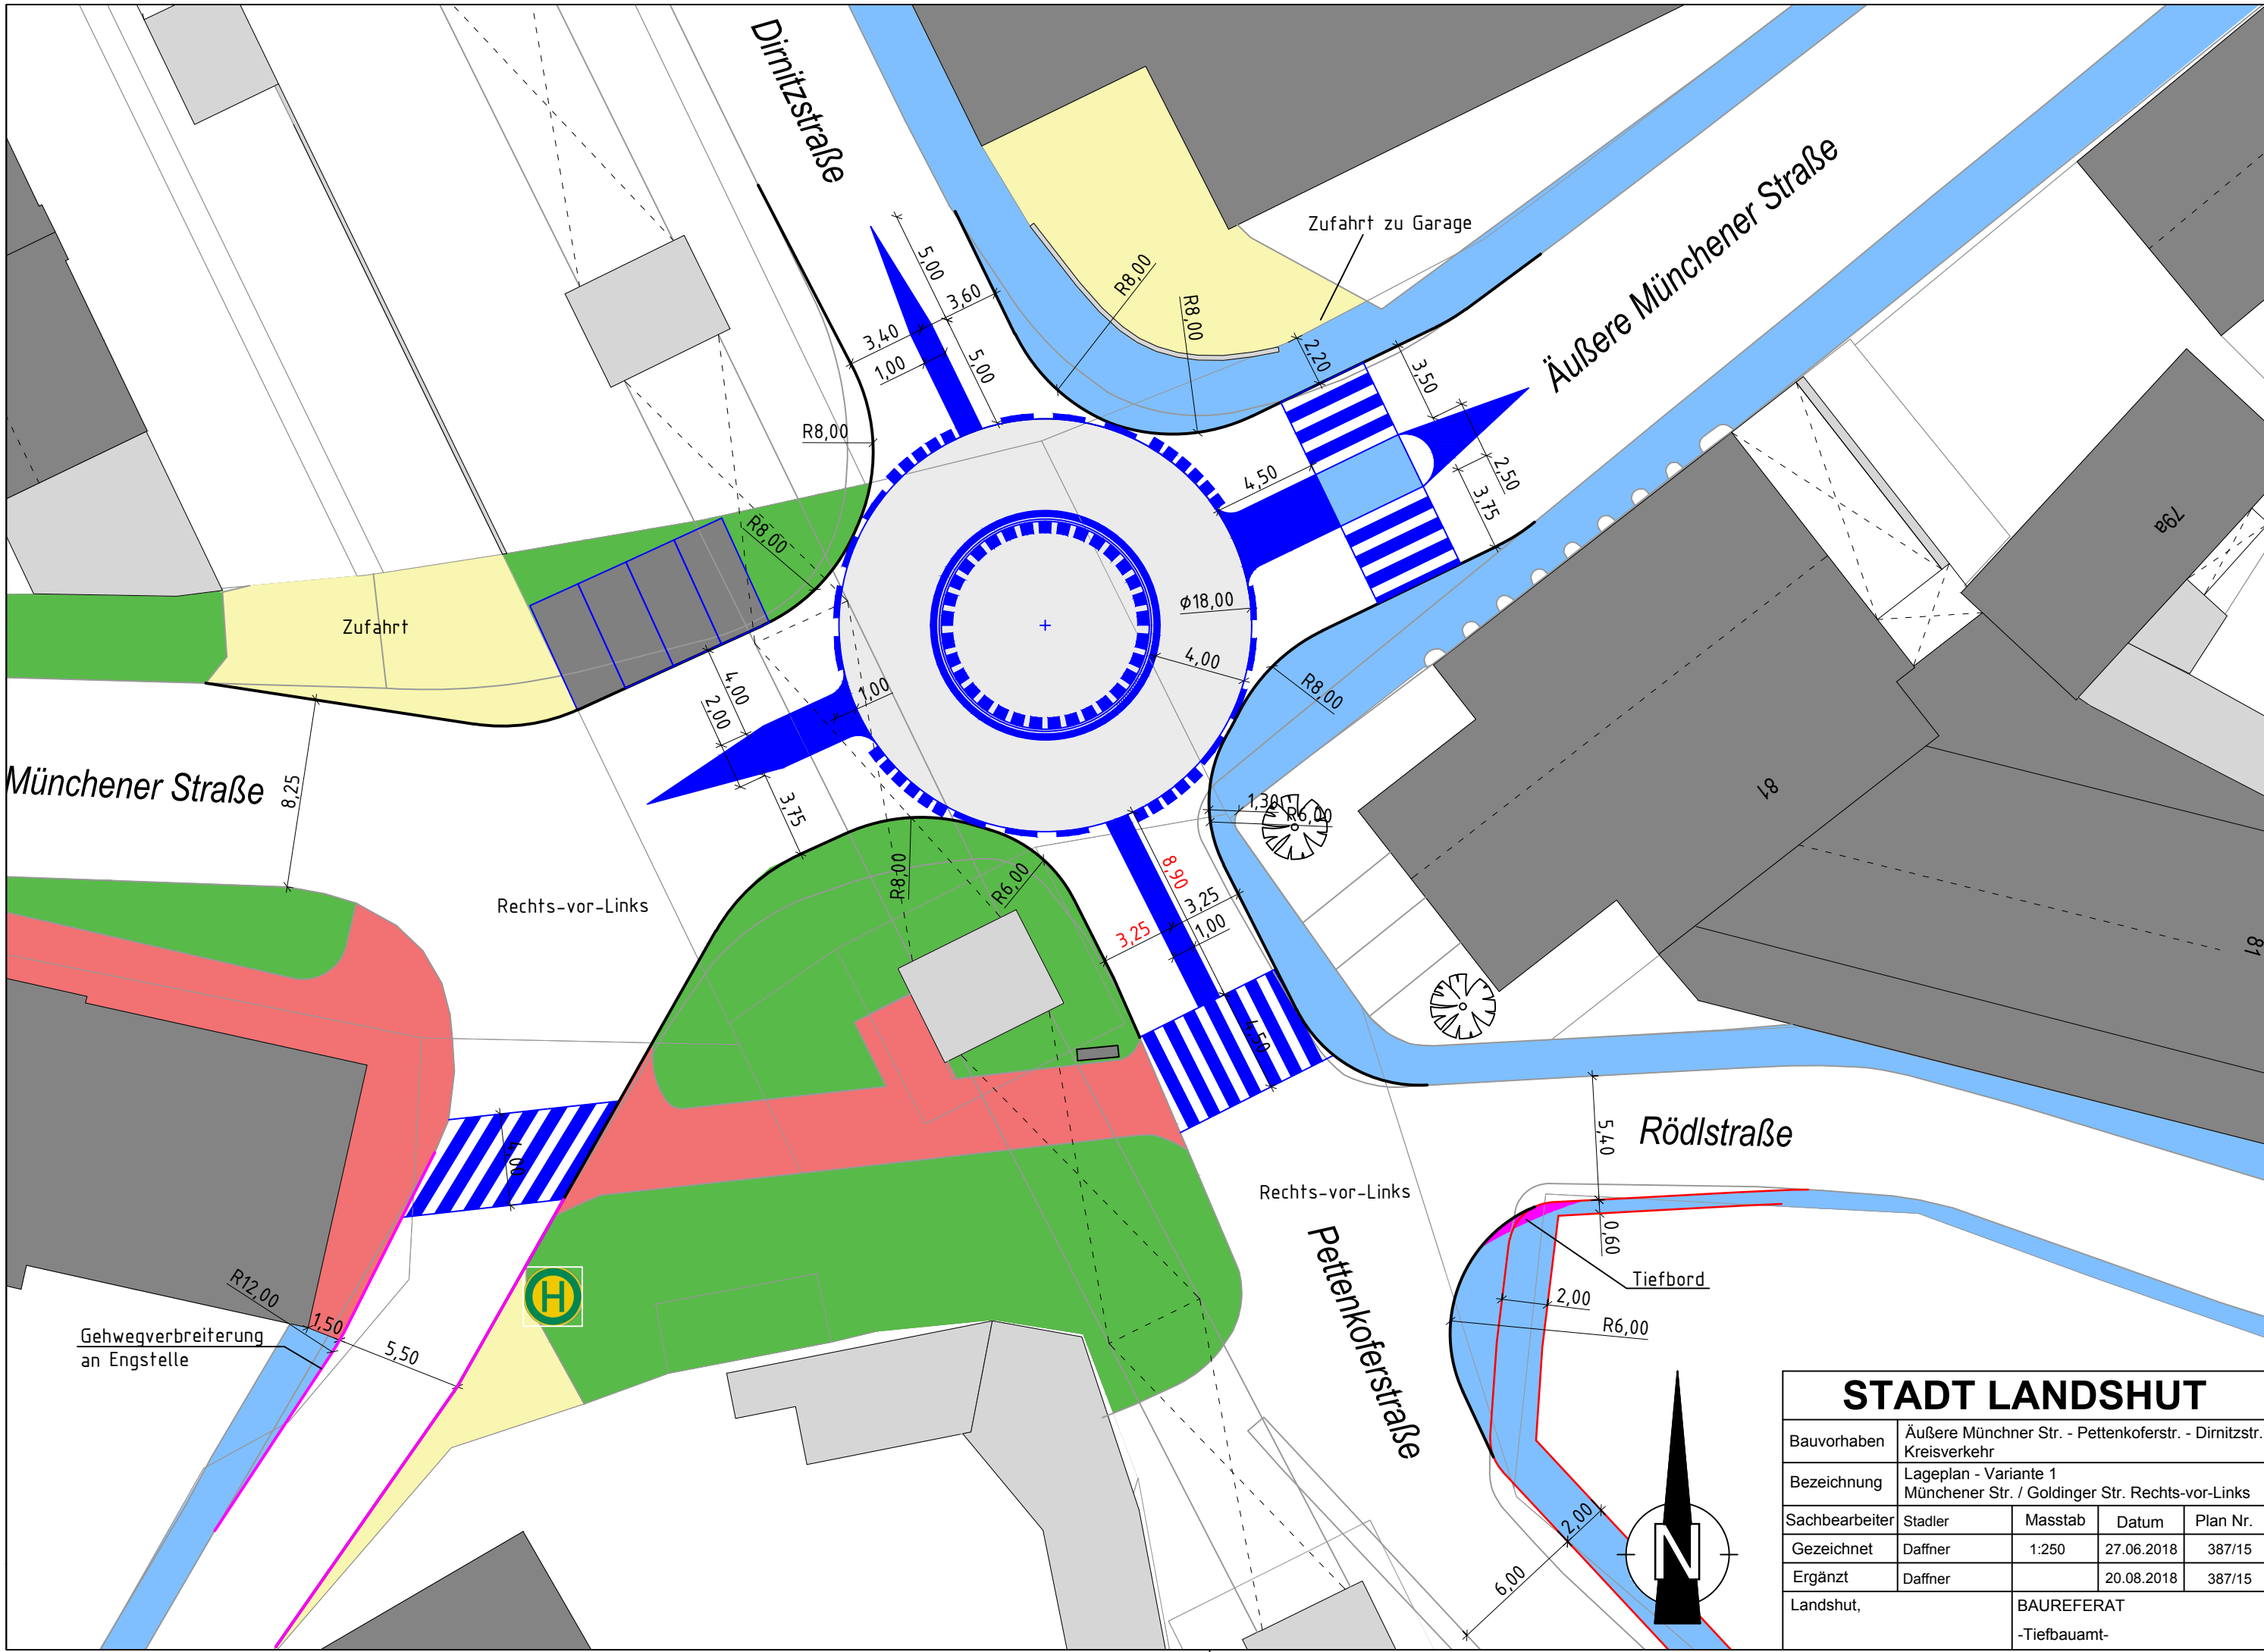 Dirnitzstraße
Zufahrt zu Garage
Äußere Münchener Straße
5,00
3,60
3,40
1,00
5,00
R8,00
R8,00
2,20
3,50
R8,00
R8,00
4,50
2,50
3,75
79a
Zufahrt
ϕ18,00
4,00
R8,00
4,00
2,00
1,00
3,75
Münchener Straße
8,25
81
1,30
R6,00
R8,00
R6,00
8,90
3,25
3,25
1,00
81
Rechts-vor-Links
4,50
5,40
Rödlstraße
Rechts-vor-Links
0,60
Tiefbord
2,00
R6,00
Pettenkoferstraße
H
R12,00
1,50
5,50
Gehwegverbreiterung
an Engstelle
2,00
6,00
N
STADT LANDSHUT
Bauvorhaben Äußere Münchner Str. - Pettenkoferstr. - Dirnitzstr.
Kreisverkehr
Bezeichnung Lageplan - Variante 1
Münchener Str. / Goldinger Str. Rechts-vor-Links
Sachbearbeiter Stadler Masstab Datum Plan Nr.
Gezeichnet Daffner 1:250 27.06.2018 387/15
Ergänzt Daffner 20.08.2018 387/15
Landshut, BAUREFERAT
-Tiefbauamt-